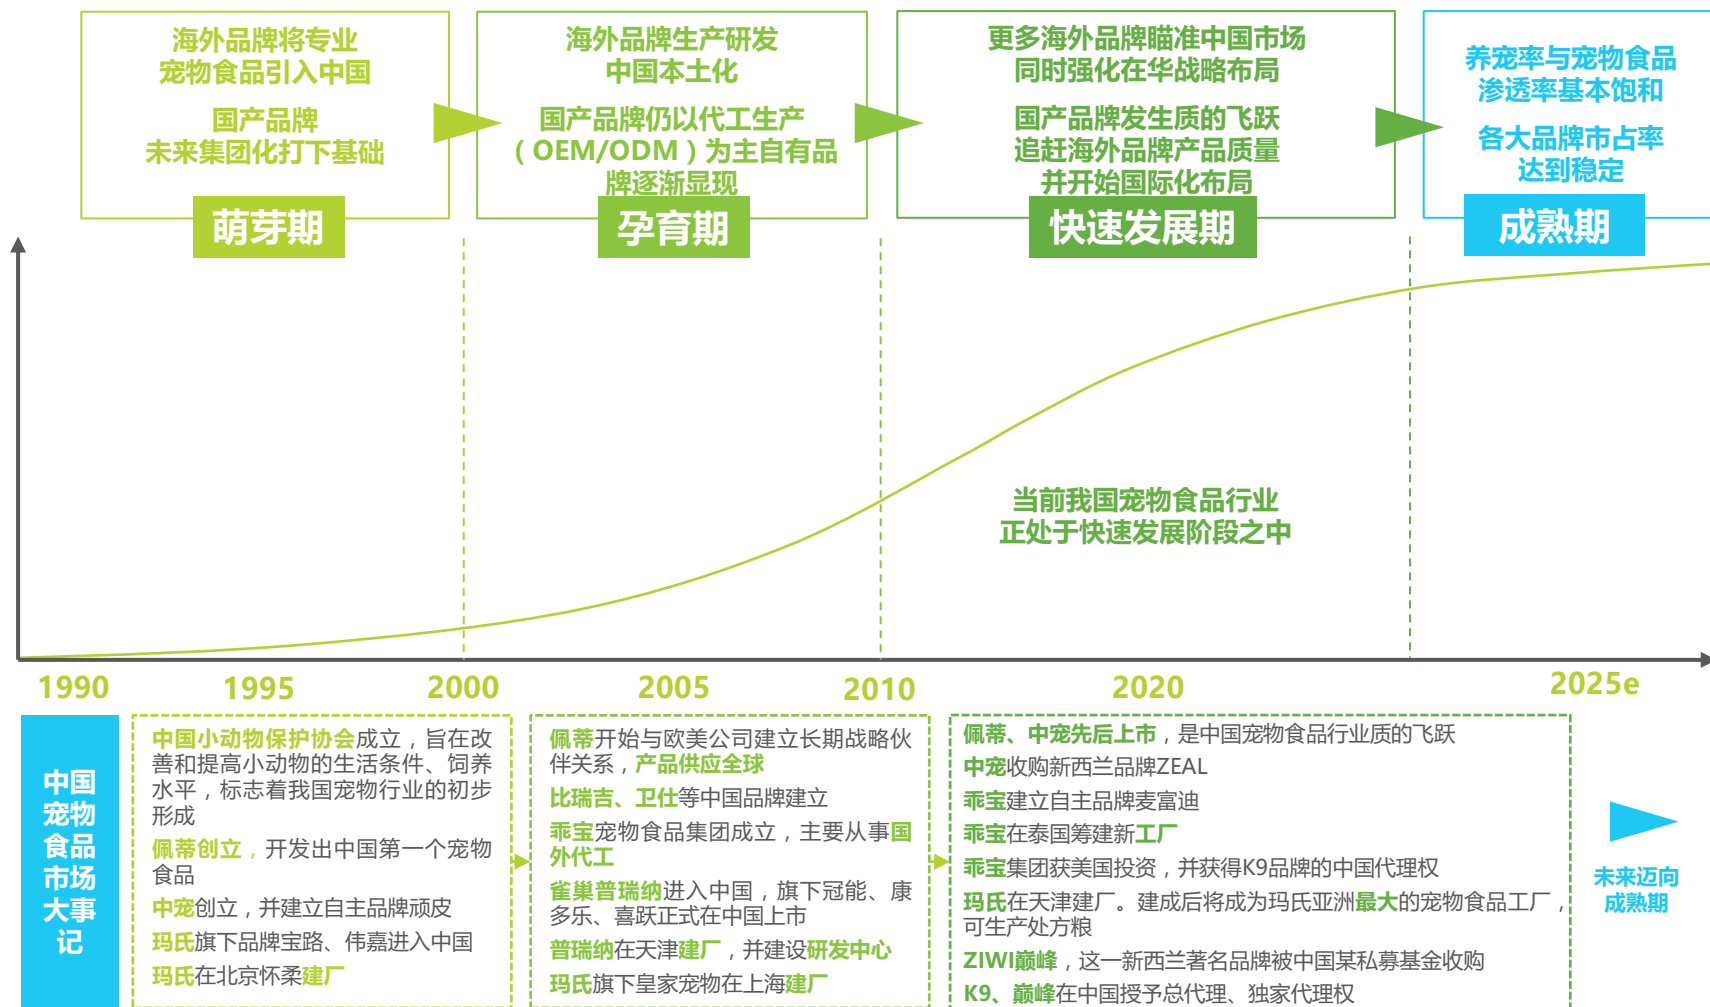 海外品牌将专业
宠物食品引入中国
国产品牌
未来集团化打下基础
萌芽期
海外品牌生产研发
中国本土化
国产品牌仍以代工生产
（OEM/ODM）为主自有品
牌逐渐显现
孕育期
更多海外品牌瞄准中国市场
同时强化在华战略布局
国产品牌发生质的飞跃
追赶海外品牌产品质量
并开始国际化布局
快速发展期
养宠率与宠物食品
渗透率基本饱和
各大品牌市占率
达到稳定
成熟期
当前我国宠物食品行业
正处于快速发展阶段之中
1990
1995
2000
2005
2010
2020
2025e
中国
宠物
食品
市场
大事
记
中国小动物保护协会成立，旨在改
善和提高小动物的生活条件、饲养
水平，标志着我国宠物行业的初步
形成
佩蒂创立，开发出中国第一个宠物
食品
中宠创立，并建立自主品牌顽皮
玛氏旗下品牌宝路、伟嘉进入中国
玛氏在北京怀柔建厂
佩蒂开始与欧美公司建立长期战略伙
伴关系，产品供应全球
比瑞吉、卫仕等中国品牌建立
乖宝宠物食品集团成立，主要从事国
外代工
雀巢普瑞纳进入中国，旗下冠能、康
多乐、喜跃正式在中国上市
普瑞纳在天津建厂，并建设研发中心
玛氏旗下皇家宠物在上海建厂
佩蒂、中宠先后上市，是中国宠物食品行业质的飞跃
中宠收购新西兰品牌ZEAL
乖宝建立自主品牌麦富迪
乖宝在泰国筹建新工厂
乖宝集团获美国投资，并获得K9品牌的中国代理权
玛氏在天津建厂。建成后将成为玛氏亚洲最大的宠物食品工厂，
可生产处方粮
ZIWI巅峰，这一新西兰著名品牌被中国某私募基金收购
K9、巅峰在中国授予总代理、独家代理权
未来迈向
成熟期